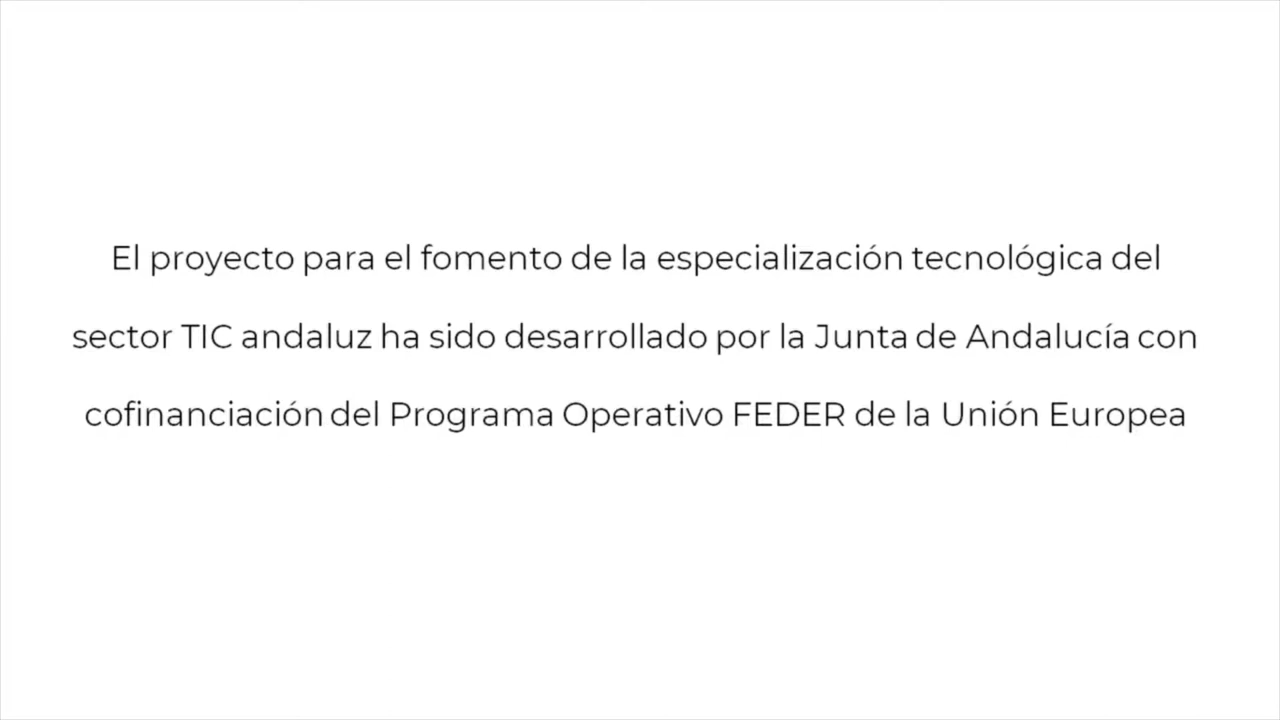 El proyecto para el fomento de la especialización tecnológica del
sector TIC andaluz ha sido desarrollado por la Junta de Andalucía con
cofinanciación del Programa Operativo FEDER de la Unión Europea